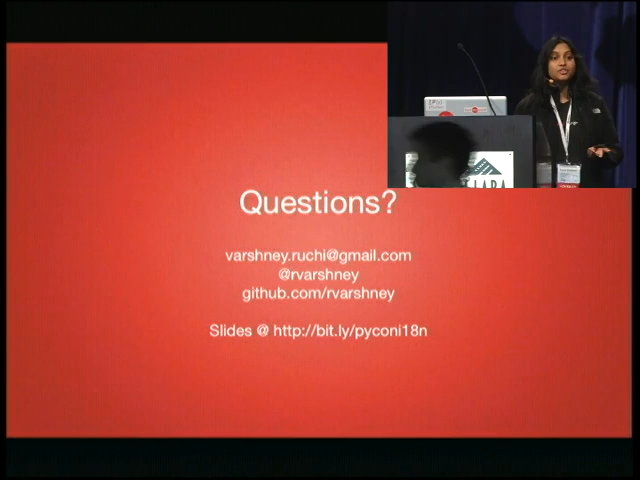 Questions?
varshney.ruchi@gmail.com
@rvarshney
github.com/rvarshney
Slides @ http://bit.ly/pyconi18n